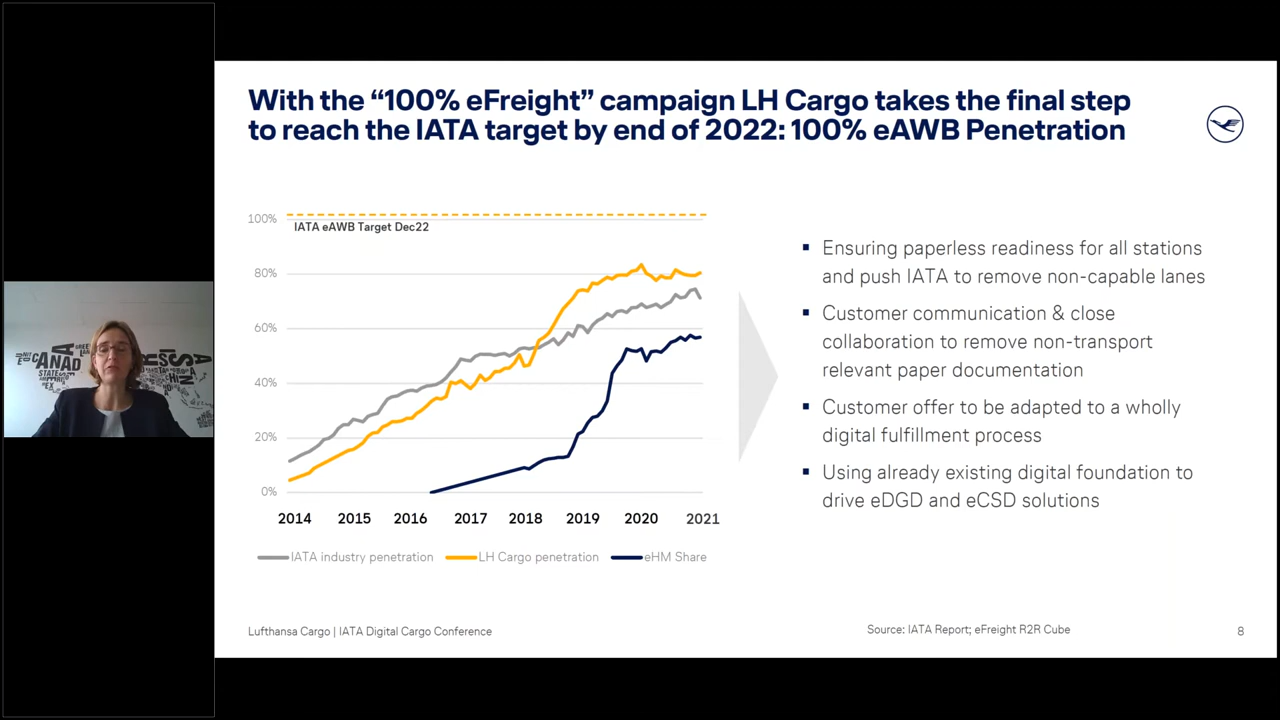 With the “100% eFreight” campaign LH Cargo takes the final step
to reach the IATA target by end of 2022: 100% eAWB Penetration
100%
IATA eAWB Target Dec22
80%
60%
40%
20%
0%
2014 2015 2016 2017 2018 2019 2020 2021
IATA industry penetration LH Cargo penetration eHM Share
▪ Ensuring paperless readiness for all stations
and push IATA to remove non-capable lanes
▪ Customer communication & close
collaboration to remove non-transport
relevant paper documentation
▪ Customer offer to be adapted to a wholly
digital fulfillment process
▪ Using already existing digital foundation to
drive eDGD and eCSD solutions
CANAD
STATES
Lufthansa Cargo | IATA Digital Cargo Conference
Source: IATA Report; eFreight R2R Cube
8